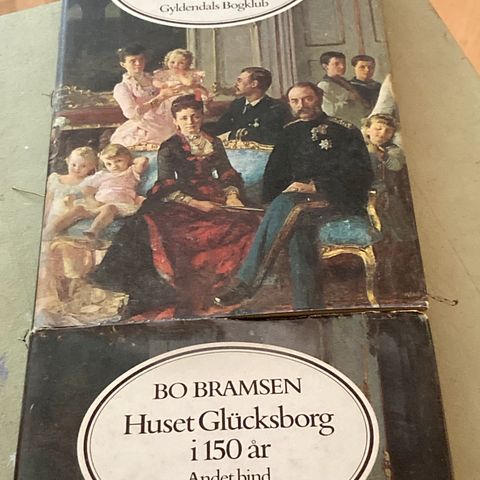 Gyldendals Bogklub
BO BRAMSEN
Huset Glücksborg
i 150 år
Andet bind